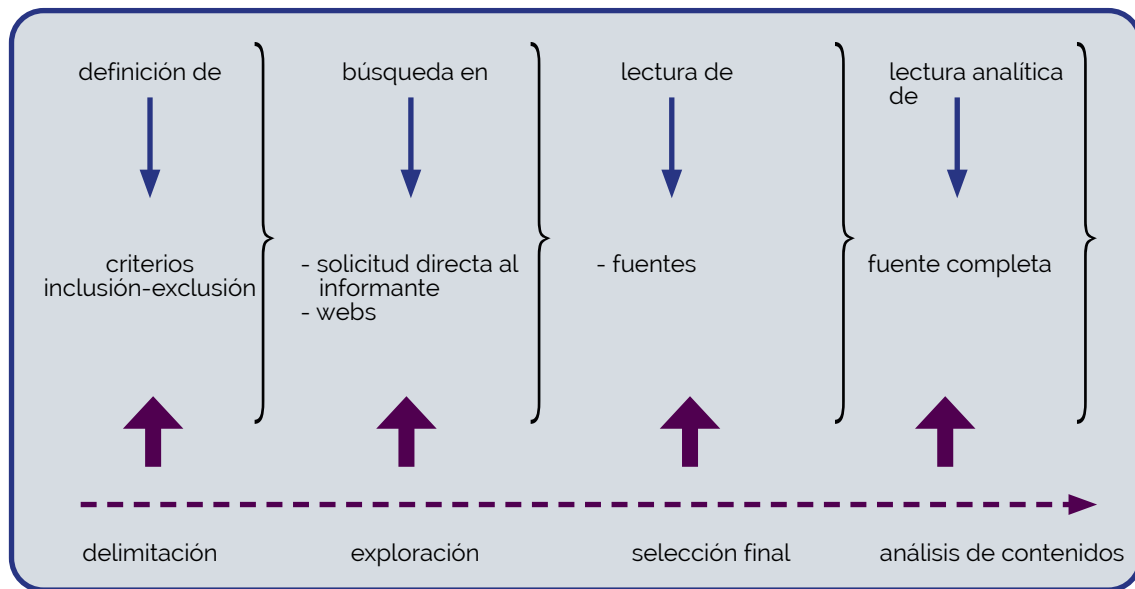 definición de
criterios
inclusión-exclusión
búsqueda en
- solicitud directa al
informante
- webs
lectura de
- fuentes
lectura analítica
de
fuente completa
delimitación
exploración
selección final
análisis de contenidos